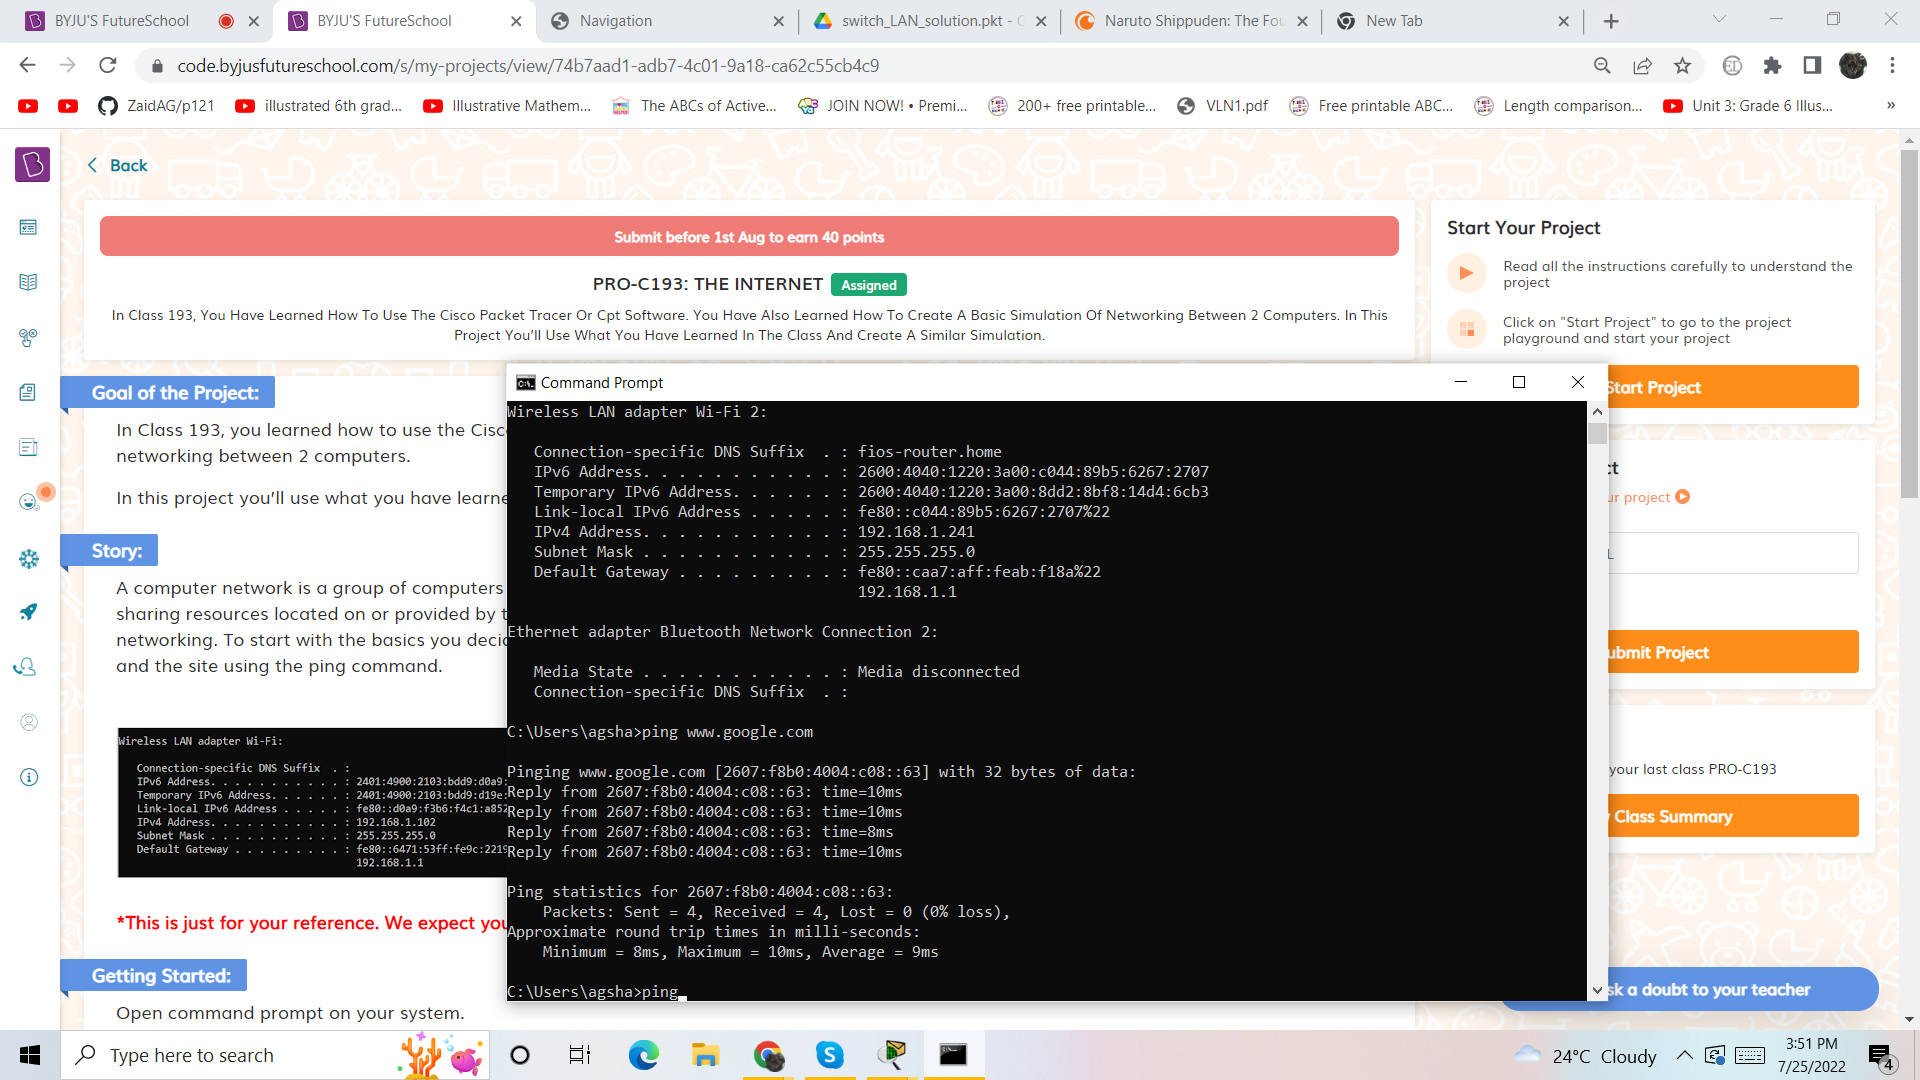 BYJU'S FutureSchool
BYJU'S FutureSchool
Navigation
switch_LAN_solution.pkt - G
Naruto Shippuden: The Fou
New Tab
code.byjusfutureschool.com/s/my-projects/view/74b7aad1-adb7-4c01-9a18-ca62c55cb4c9
ZaidAG/p121
illustrated 6th grad...
Illustrative Mathem...
The ABCs of Active...
JOIN NOW! • Premi...
200+ free printable...
VLN1.pdf
Free printable ABC...
Length comparison...
Unit 3: Grade 6 Illus...
»
Back
Submit before 1st Aug to earn 40 points
PRO-C193: THE INTERNET Assigned
In Class 193, You Have Learned How To Use The Cisco Packet Tracer Or Cpt Software. You Have Also Learned How To Create A Basic Simulation Of Networking Between 2 Computers. In This
Project You'll Use What You Have Learned In The Class And Create A Similar Simulation.
Start Your Project
Read all the instructions carefully to understand the
project
Click on "Start Project" to go to the project
playground and start your project
Start Project
Goal of the Project:
In Class 193, you learned how to use the Cisc
networking between 2 computers.
In this project you'll use what you have learne
Story:
A computer network is a group of computers
sharing resources located on or provided by t
networking. To start with the basics you decid
and the site using the ping command.
Wireless LAN adapter Wi-Fi:
Connection-specific DNS Suffix . :
IPv6 Address. . . . . . . . . . . : 2401:4900:2103:bdd9:d0a9:
Temporary IPv6 Address. . . . . . : 2401:4900:2103:bdd9:d19e:
Link-local IPv6 Address . . . . . : fe80::d0a9:f3b6:f4c1:a852
IPv4 Address. . . . . . . . . . . : 192.168.1.102
Subnet Mask . . . . . . . . . . . : 255.255.255.0
Default Gateway . . . . . . . . . : fe80::6471:53ff:fe9c:2219
192.168.1.1
*This is just for your reference. We expect you
Getting Started:
Open command prompt on your system.
Command Prompt
Wireless LAN adapter Wi-Fi 2:
Connection-specific DNS Suffix . : fios-router.home
IPv6 Address. . . . . . . . . . . : 2600:4040:1220:3a00:c044:89b5:6267:2707
Temporary IPv6 Address. . . . . . : 2600:4040:1220:3a00:8dd2:8bf8:14d4:6cb3
Link-local IPv6 Address . . . . . : fe80::c044:89b5:6267:2707%22
IPv4 Address. . . . . . . . . . . : 192.168.1.241
Subnet Mask . . . . . . . . . . . : 255.255.255.0
Default Gateway . . . . . . . . . : fe80::caa7:aff:feab:f18a%22
192.168.1.1
Ethernet adapter Bluetooth Network Connection 2:
Media State . . . . . . . . . . . : Media disconnected
Connection-specific DNS Suffix . :
C:\Users\agsha>ping www.google.com
Pinging www.google.com [2607:f8b0:4004:c08::63] with 32 bytes of data:
Reply from 2607:f8b0:4004:c08::63: time=10ms
Reply from 2607:f8b0:4004:c08::63: time=10ms
Reply from 2607:f8b0:4004:c08::63: time=8ms
Reply from 2607:f8b0:4004:c08::63: time=10ms
Ping statistics for 2607:f8b0:4004:c08::63:
Packets: Sent = 4, Received = 4, Lost = 0 (0% loss),
Approximate round trip times in milli-seconds:
Minimum = 8ms, Maximum = 10ms, Average = 9ms
C:\Users\agsha>ping_
ct
ur project
L
ubmit Project
your last class PRO-C193
Class Summary
sk a doubt to your teacher
Type here to search
24°C Cloudy
3:51 PM
7/25/2022
4